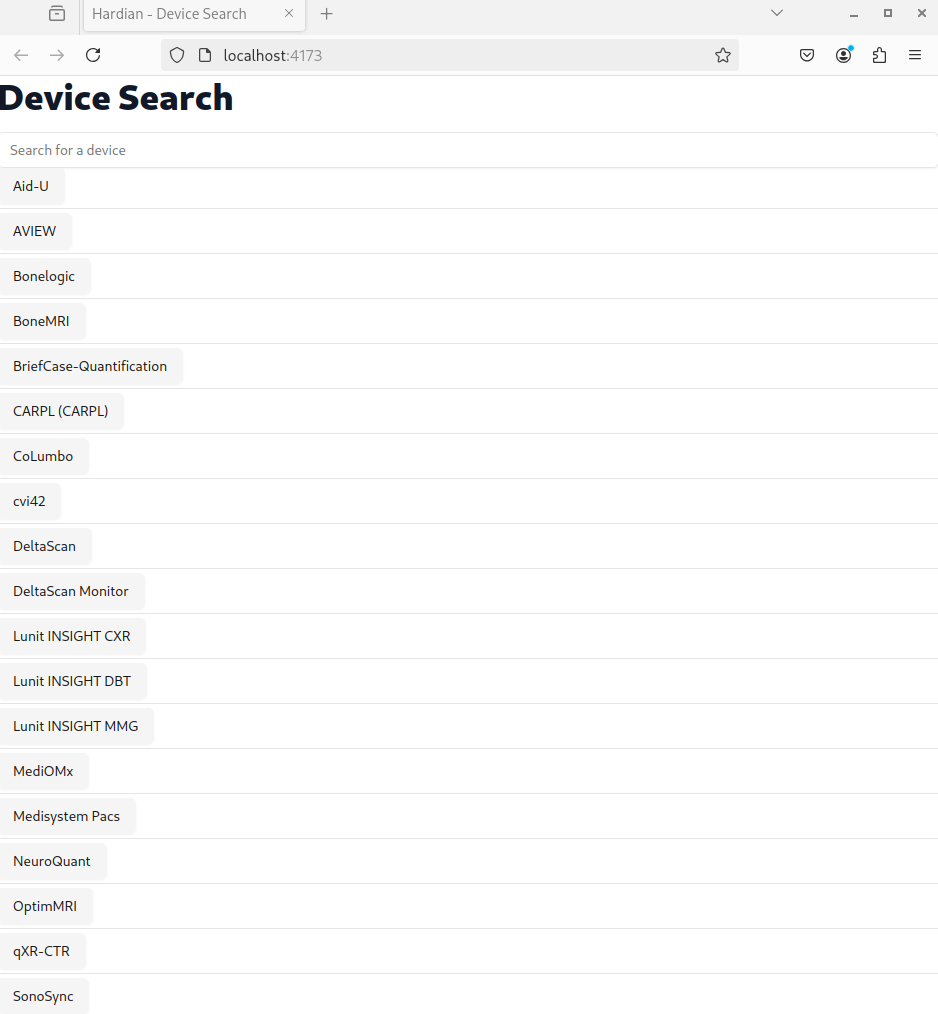 Hardian - Device Search
localhost:4173
Device Search
Search for a device
Aid-U
AVIEW
Bonelogic
BoneMRI
BriefCase-Quantification
CARPL (CARPL)
CoLumbo
cvi42
DeltaScan
DeltaScan Monitor
Lunit INSIGHT CXR
Lunit INSIGHT DBT
Lunit INSIGHT MMG
MediOMx
Medisystem Pacs
NeuroQuant
OptimMRI
qXR-CTR
SonoSync